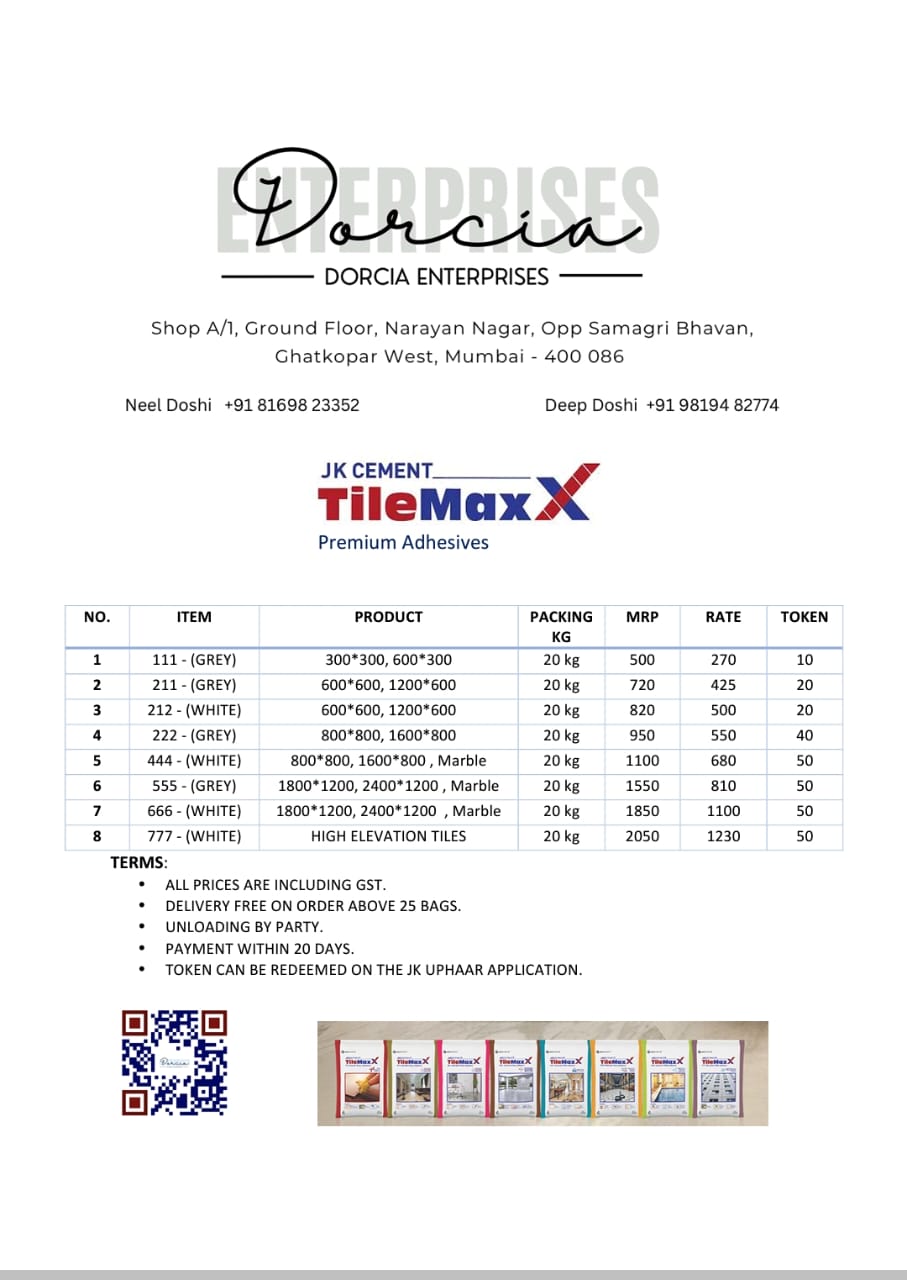 ENTERPRISES
Dorcia
DORCIA ENTERPRISES
Shop A/1, Ground Floor, Narayan Nagar, Opp Samagri Bhavan,
Ghatkopar West, Mumbai - 400 086
Neel Doshi +91 81698 23352 Deep Doshi +91 98194 82774
JK CEMENT
TileMaxX
Premium Adhesives
NO. ITEM PRODUCT PACKING KG MRP RATE TOKEN
1 111 - (GREY) 300*300, 600*300 20 kg 500 270 10
2 211 - (GREY) 600*600, 1200*600 20 kg 720 425 20
3 212 - (WHITE) 600*600, 1200*600 20 kg 820 500 20
4 222 - (GREY) 800*800, 1600*800 20 kg 950 550 40
5 444 - (WHITE) 800*800, 1600*800 , Marble 20 kg 1100 680 50
6 555 - (GREY) 1800*1200, 2400*1200 , Marble 20 kg 1550 810 50
7 666 - (WHITE) 1800*1200, 2400*1200 , Marble 20 kg 1850 1100 50
8 777 - (WHITE) HIGH ELEVATION TILES 20 kg 2050 1230 50
TERMS:
• ALL PRICES ARE INCLUDING GST.
• DELIVERY FREE ON ORDER ABOVE 25 BAGS.
• UNLOADING BY PARTY.
• PAYMENT WITHIN 20 DAYS.
• TOKEN CAN BE REDEEMED ON THE JK UPHAAR APPLICATION.
Dorcia
TileMaxX TileMaxX TileMaxX TileMaxX TileMaxX TileMaxX TileMaxX TileMaxX